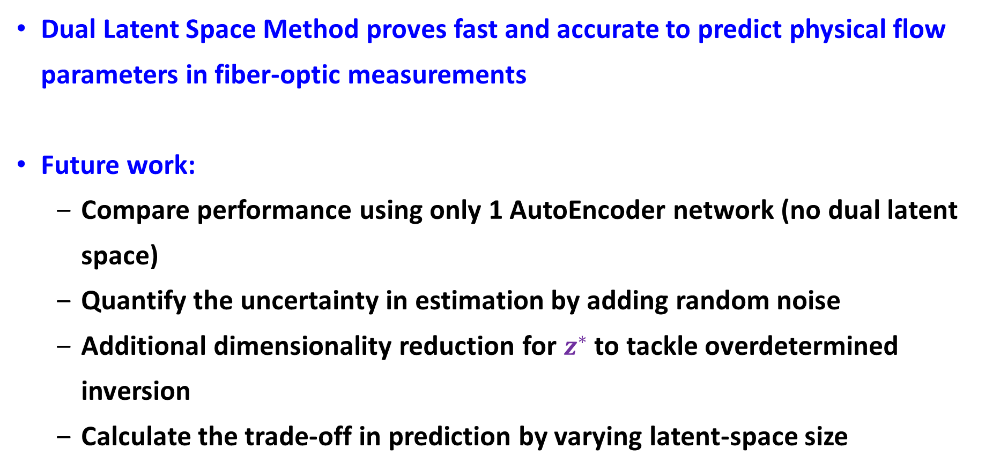 • Dual Latent Space Method proves fast and accurate to predict physical flow
parameters in fiber-optic measurements
• Future work:
– Compare performance using only 1 AutoEncoder network (no dual latent
space)
– Quantify the uncertainty in estimation by adding random noise
– Additional dimensionality reduction for z* to tackle overdetermined
inversion
– Calculate the trade-off in prediction by varying latent-space size